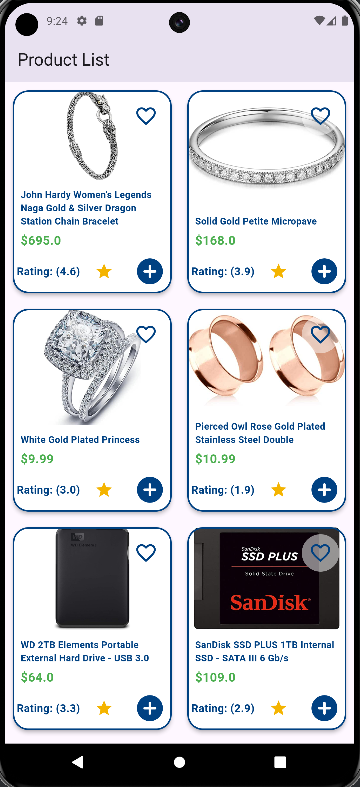 9:24
Product List
John Hardy Women's Legends
Naga Gold & Silver Dragon
Station Chain Bracelet
$695.0
Rating: (4.6)
Solid Gold Petite Micropave
$168.0
Rating: (3.9)
White Gold Plated Princess
$9.99
Rating: (3.0)
Pierced Owl Rose Gold Plated
Stainless Steel Double
$10.99
Rating: (1.9)
WD 2TB Elements Portable
External Hard Drive - USB 3.0
$64.0
Rating: (3.3)
SanDisk
SSD PLUS
Solid State Drive
SanDisk
SanDisk SSD PLUS 1TB Internal
SSD - SATA III 6 Gb/s
$109.0
Rating: (2.9)